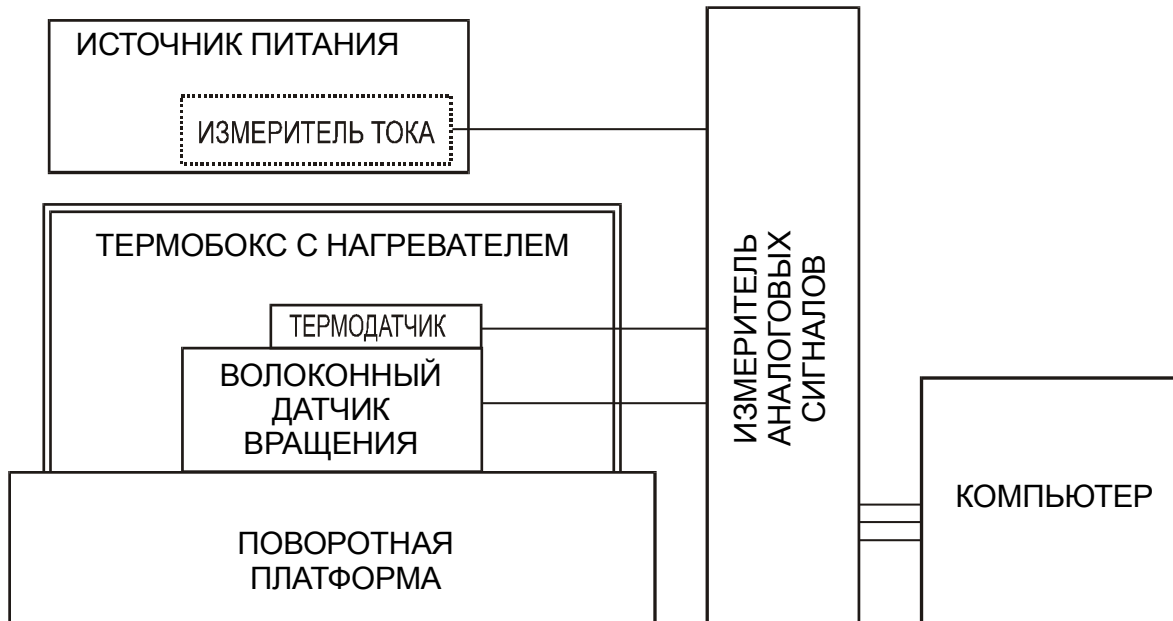 ИСТОЧНИК ПИТАНИЯ
ИЗМЕРИТЕЛЬ ТОКА
ТЕРМОБОКС С НАГРЕВАТЕЛЕМ
ТЕРМОДАТЧИК
ВОЛОКОННЫЙ
ДАТЧИК
ВРАЩЕНИЯ
ПОВОРОТНАЯ
ПЛАТФОРМА
ИЗМЕРИТЕЛЬ
АНАЛОГОВЫХ
СИГНАЛОВ
КОМПЬЮТЕР